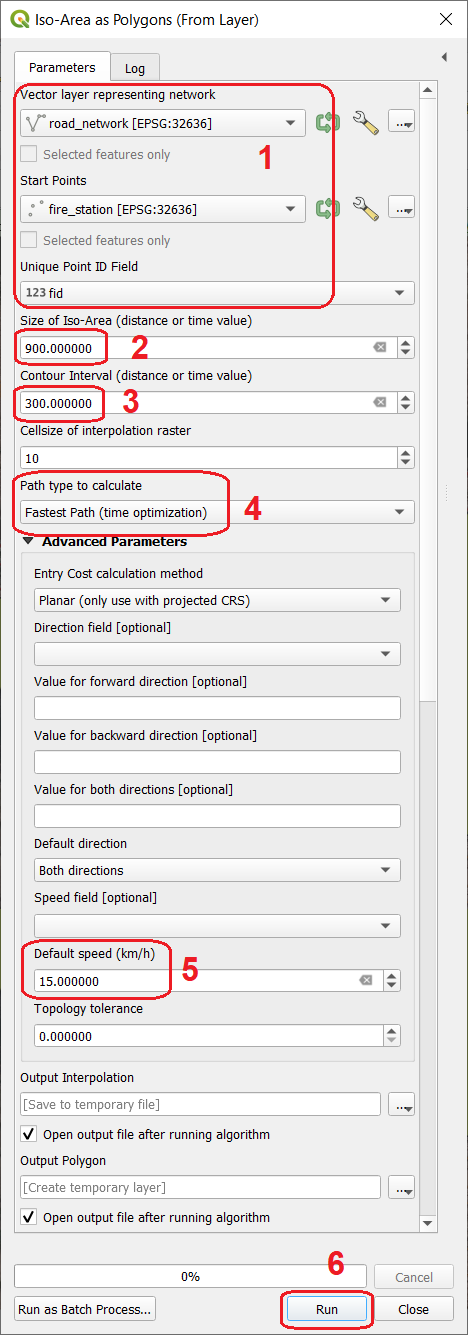 Iso-Area as Polygons (From Layer)
Parameters
Log
Vector layer representing network
road_network [EPSG:32636]
...
Selected features only
1
Start Points
fire_station [EPSG:32636]
...
Selected features only
Unique Point ID Field
123 fid
Size of Iso-Area (distance or time value)
900.000000
2
Contour Interval (distance or time value)
300.000000
3
Cellsize of interpolation raster
10
Path type to calculate
Fastest Path (time optimization)
4
Advanced Parameters
Entry Cost calculation method
Planar (only use with projected CRS)
Direction field [optional]
Value for forward direction [optional]
Value for backward direction [optional]
Value for both directions [optional]
Default direction
Both directions
Speed field [optional]
Default speed (km/h)
5
15.000000
Topology tolerance
0.000000
Output Interpolation
[Save to temporary file]
...
Open output file after running algorithm
Output Polygon
[Create temporary layer]
...
Open output file after running algorithm
6
0%
Cancel
Run as Batch Process...
Run
Close